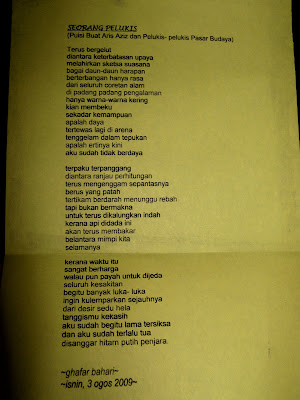 SEORANG PELUKIS
(Puisi Buat Aris Aziz dan Pelukis- pelukis Pasar Budaya)
Terus bergelut
diantara keterbatasan upaya
melahirkan sketsa suasana
bagai daun-daun harapan
berterbangan hanya rasa
dari seluruh coretan alam
di padang padang pengalaman
hanya warna-warna kering
kian membeku
sekadar kemampuan
apalah daya
tertewas lagi di arena
tenggelam dalam tepukan
apalah ertinya kini
aku sudah tidak berdaya
terpaku terpanggang
diantara ranjau perhitungan
terus menggenggam sepantasnya
berus yang patah
tertikam berdarah menunggu rebah
tapi bukan bermakna
untuk terus dikalungkan indah
kerana api didada ini
akan terus membakar
belantara mimpi kita
selamanya
kerana waktu itu
sangat berharga
walau pun payah untuk dijeda
seluruh kesakitan
begitu banyak luka- luka
ingin kulemparkan sejauhnya
dari desir sedu hela
tanggismu kekasih
aku sudah begitu lama tersiksa
dan aku sudah terlalu tua
disanggar hitam putih penjara.
~ghafar bahari~
~isnin, 3 ogos 2009~